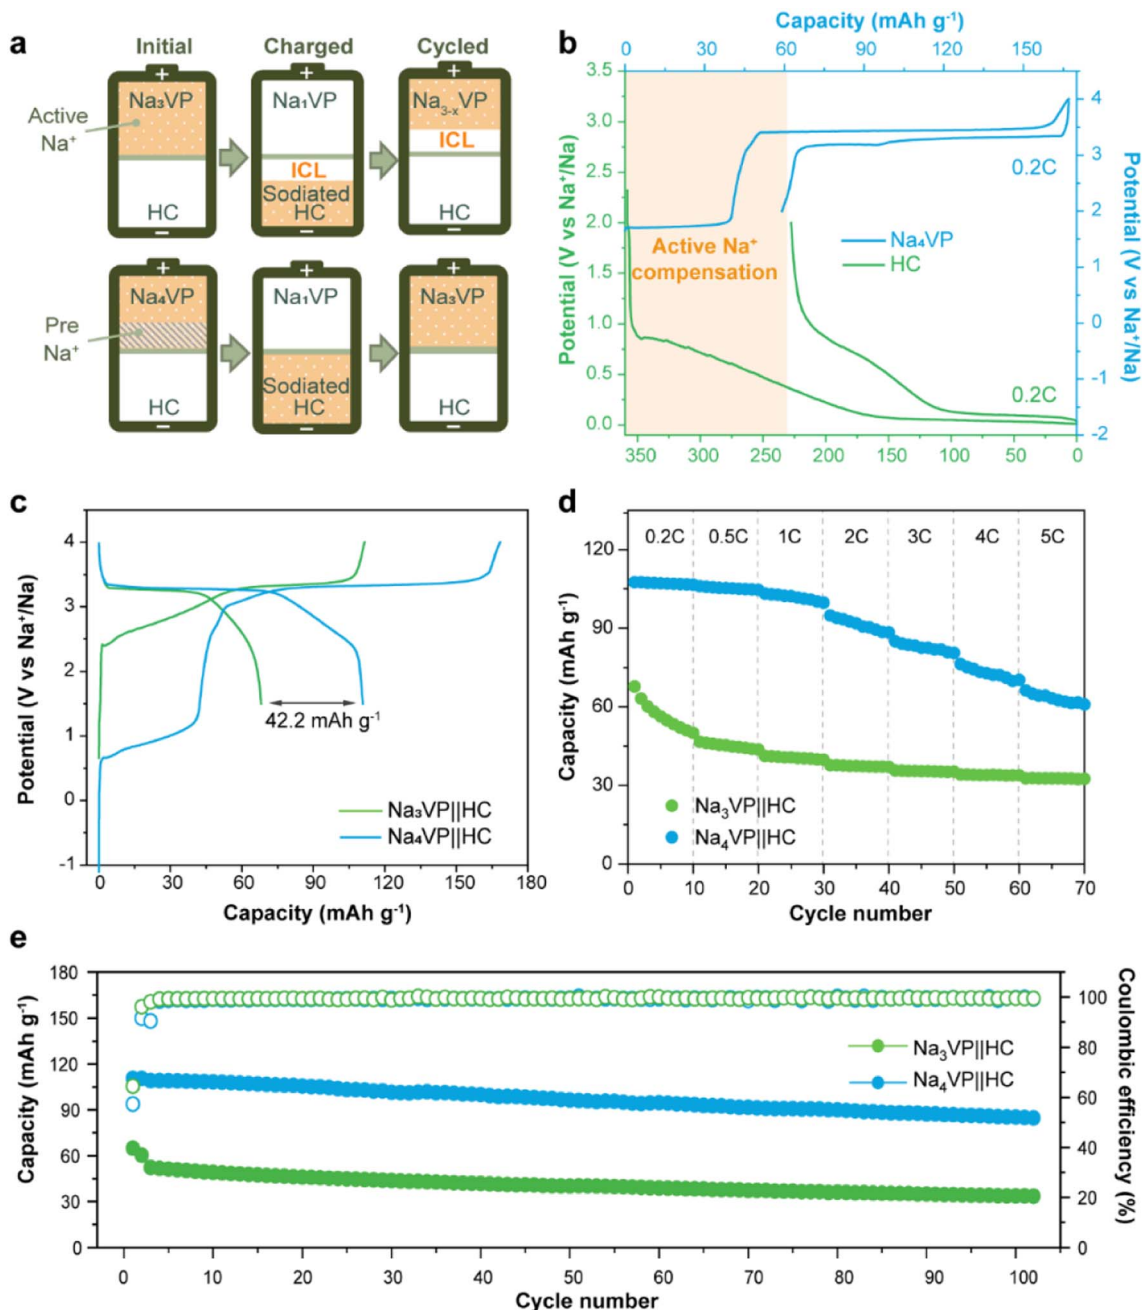 a
Initial
Charged
Cycled
+
+
+
Na₃VP
Na₁VP
Na₃₋ₓVP
Active
Na⁺
ICL
ICL
Sodiated
HC
HC
HC
−
−
−
+
+
+
Na₄VP
Na₁VP
Na₃VP
Pre
Na⁺
Sodiated
HC
HC
HC
−
−
−
b
Capacity (mAh g⁻¹)
0 30 60 90 120 150
Potential (V vs Na⁺/Na)
3.5
3.0
2.5
2.0
1.5
1.0
0.5
0.0
Potential (V vs Na⁺/Na)
4
3
2
1
0
-1
-2
0.2C
Na₄VP
HC
Active Na⁺
compensation
0.2C
350 300 250 200 150 100 50 0
c
Potential (V vs Na⁺/Na)
4
3
2
1
0
-1
42.2 mAh g⁻¹
Na₃VP||HC
Na₄VP||HC
0 30 60 90 120 150 180
Capacity (mAh g⁻¹)
d
Capacity (mAh g⁻¹)
120
90
60
30
0
0.2C 0.5C 1C 2C 3C 4C 5C
Na₃VP||HC
Na₄VP||HC
0 10 20 30 40 50 60 70
Cycle number
e
Capacity (mAh g⁻¹)
180
150
120
90
60
30
0
Na₃VP||HC
Na₄VP||HC
Coulombic efficiency (%)
100
80
60
40
20
0
0 10 20 30 40 50 60 70 80 90 100
Cycle number